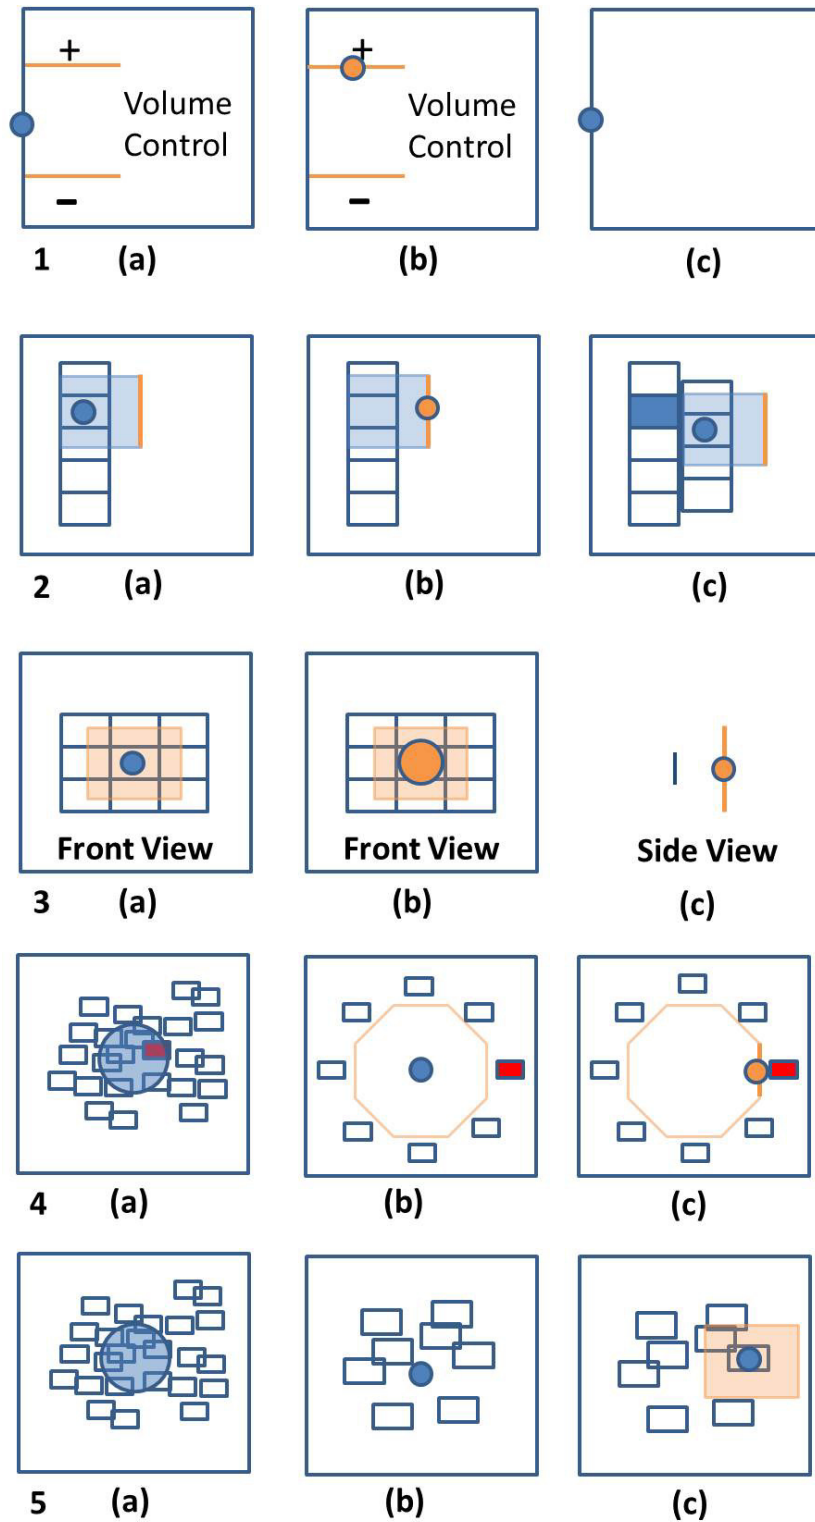 + +
Volume Volume
Control Control
- -
1 (a) (b) (c)
2 (a) (b) (c)
Front View Front View Side View
3 (a) (b) (c)
4 (a) (b) (c)
5 (a) (b) (c)